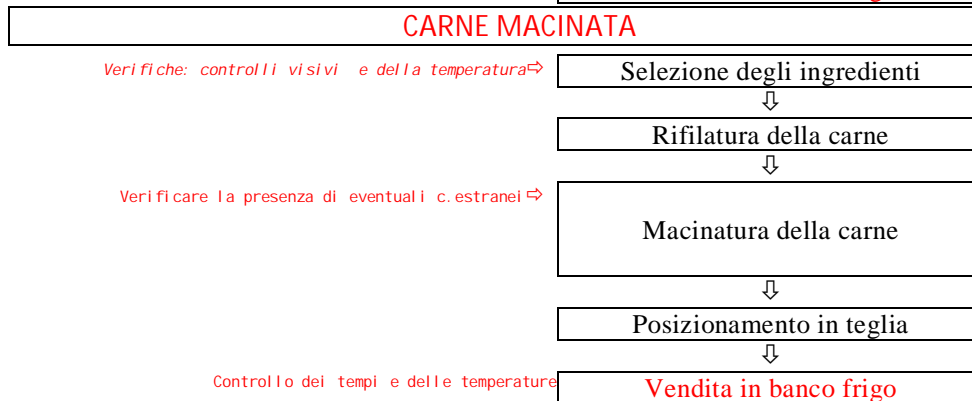 CARNE MACINATA
Verifiche: controlli visivi e della temperatura⇨ Selezione degli ingredienti
⇩
Rifilatura della carne
⇩
Verificare la presenza di eventuali c.estranei⇨ Macinatura della carne
⇩
Posizionamento in teglia
⇩
Controllo dei tempi e delle temperature Vendita in banco frigo